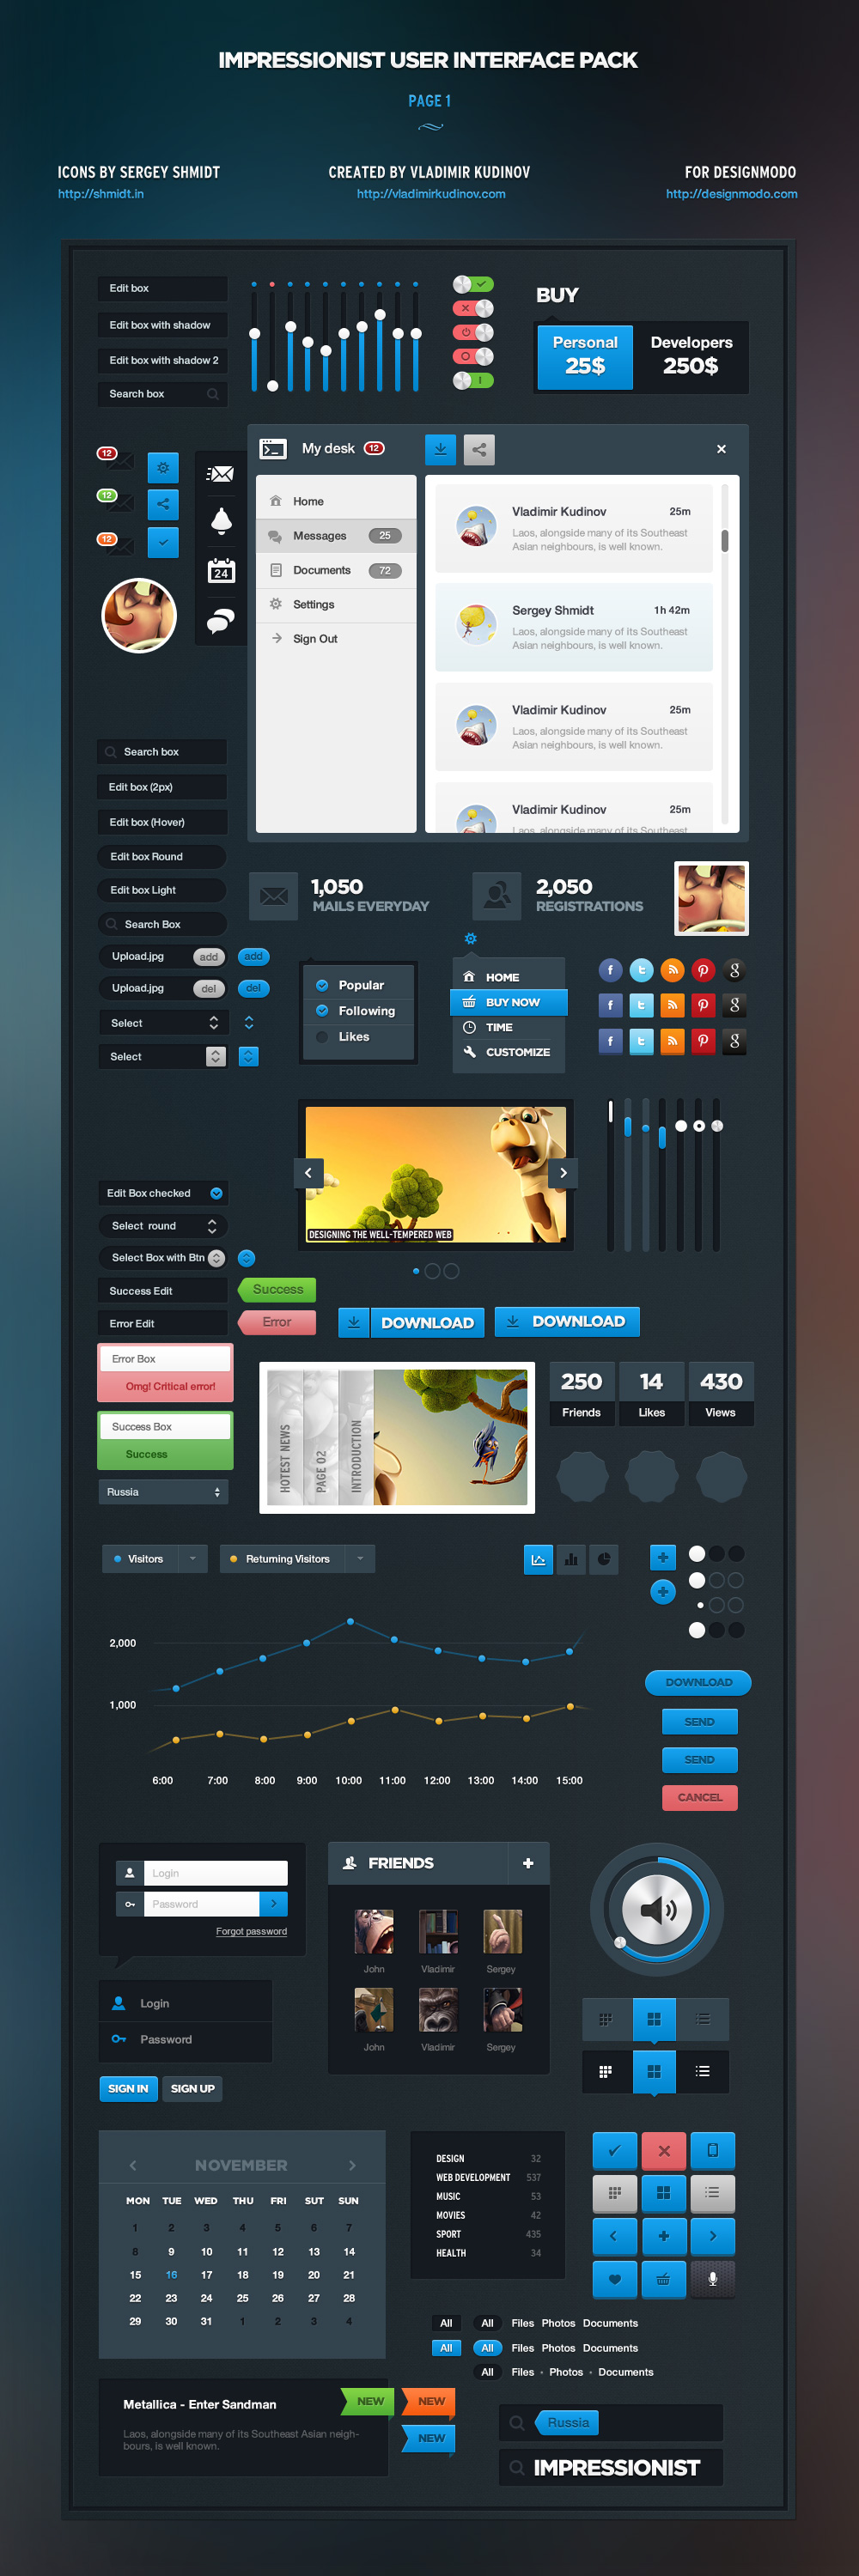 IMPRESSIONIST USER INTERFACE PACK
PAGE 1
ICONS BY SERGEY SHMIDT
http://shmidt.in
CREATED BY VLADIMIR KUDINOV
http://vladimirkudinov.com
FOR DESIGNMODO
http://designmodo.com
Edit box
Edit box with shadow
Edit box with shadow 2
Search box
BUY
Personal
25$
Developers
250$
12
12
12
24
My desk 12
Home
Messages 25
Documents 72
Settings
Sign Out
Vladimir Kudinov 25m
Laos, alongside many of its Southeast
Asian neighbours, is well known.
Sergey Shmidt 1h 42m
Laos, alongside many of its Southeast
Asian neighbours, is well known.
Vladimir Kudinov 25m
Laos, alongside many of its Southeast
Asian neighbours, is well known.
Vladimir Kudinov 25m
Laos, alongside many of its Southeast
Search box
Edit box (2px)
Edit box (Hover)
Edit box Round
Edit box Light
Search Box
Upload.jpg add add
Upload.jpg del del
Select
Select
1,050
MAILS EVERYDAY
2,050
REGISTRATIONS
Popular
Following
Likes
HOME
BUY NOW
TIME
CUSTOMIZE
Edit Box checked
Select round
Select Box with Btn
Success Edit Success
Error Edit Error
Error Box
Omg! Critical error!
Success Box
Success
Russia
DESIGNING THE WELL-TEMPERED WEB
DOWNLOAD
DOWNLOAD
HOTEST NEWS
PAGE 02
INTRODUCTION
250
Friends
14
Likes
430
Views
Visitors
Returning Visitors
2,000
1,000
6:00 7:00 8:00 9:00 10:00 11:00 12:00 13:00 14:00 15:00
DOWNLOAD
SEND
SEND
CANCEL
Login
Password
Forgot password
Login
Password
SIGN IN
SIGN UP
FRIENDS
John Vladimir Sergey
John Vladimir Sergey
NOVEMBER
MON TUE WED THU FRI SUT SUN
1 2 3 4 5 6 7
8 9 10 11 12 13 14
15 16 17 18 19 20 21
22 23 24 25 26 27 28
29 30 31 1 2 3 4
DESIGN 32
WEB DEVELOPMENT 537
MUSIC 53
MOVIES 42
SPORT 435
HEALTH 34
All All Files Photos Documents
All All Files Photos Documents
All Files • Photos • Documents
Metallica - Enter Sandman
Laos, alongside many of its Southeast Asian neigh-
bours, is well known.
NEW
NEW
NEW
Russia
IMPRESSIONIST